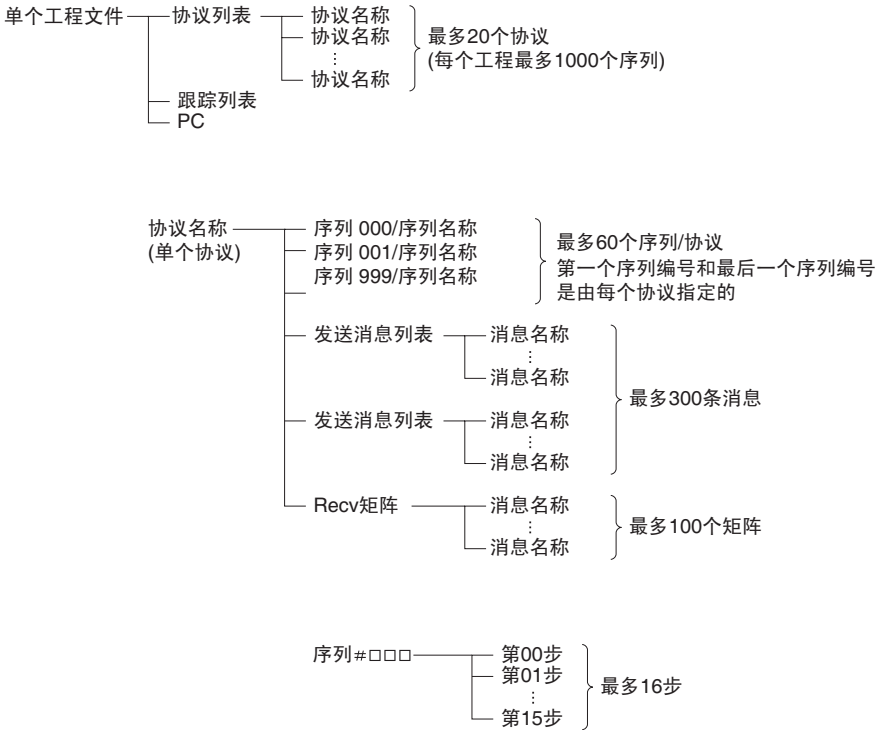 单个工程文件 协议列表 协议名称
协议名称 最多20个协议
⋮ (每个工程最多1000个序列)
协议名称
跟踪列表
PC
协议名称 序列 000/序列名称
(单个协议) 序列 001/序列名称 最多60个序列/协议
序列 999/序列名称 第一个序列编号和最后一个序列编号
是由每个协议指定的
发送消息列表 消息名称
⋮
消息名称
最多300条消息
发送消息列表 消息名称
⋮
消息名称
Recv矩阵 消息名称
⋮ 最多100个矩阵
消息名称
序列#□□□ 第00步
第01步
⋮ 最多16步
第15步